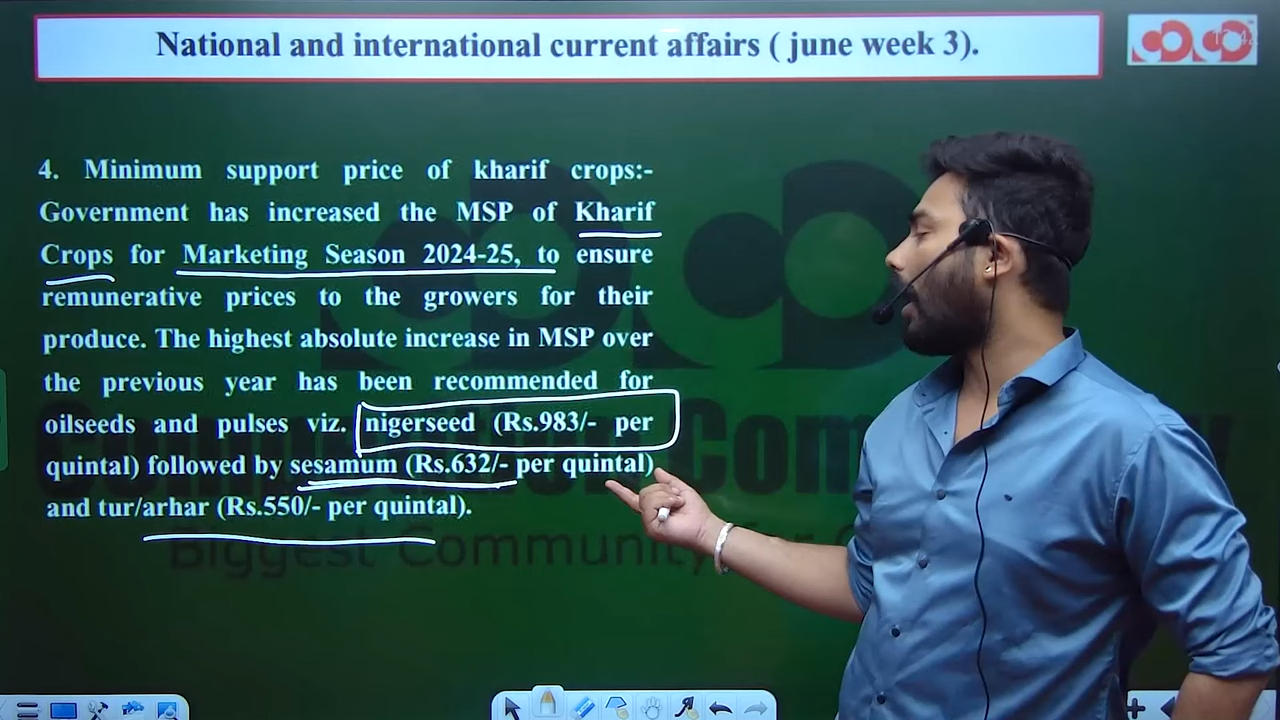 National and international current affairs ( june week 3).
4. Minimum support price of kharif crops:-
Government has increased the MSP of Kharif
Crops for Marketing Season 2024-25, to ensure
remunerative prices to the growers for their
produce. The highest absolute increase in MSP over
the previous year has been recommended for
oilseeds and pulses viz. nigerseed (Rs.983/- per
quintal) followed by sesamum (Rs.632/- per quintal)
and tur/arhar (Rs.550/- per quintal).
Biggest Community